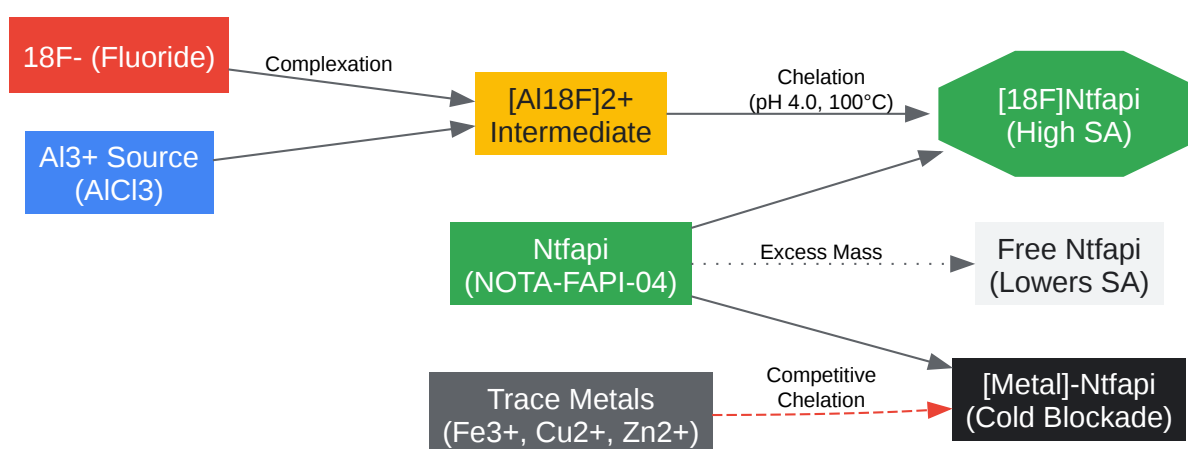 18F- (Fluoride)
Complexation
Al3+ Source
(AlCl3)
[Al18F]2+
Intermediate
Chelation
(pH 4.0, 100°C)
[18F]Ntfapi
(High SA)
Ntfapi
(NOTA-FAPI-04)
Excess Mass
Free Ntfapi
(Lowers SA)
Trace Metals
(Fe3+, Cu2+, Zn2+)
Competitive
Chelation
[Metal]-Ntfapi
(Cold Blockade)